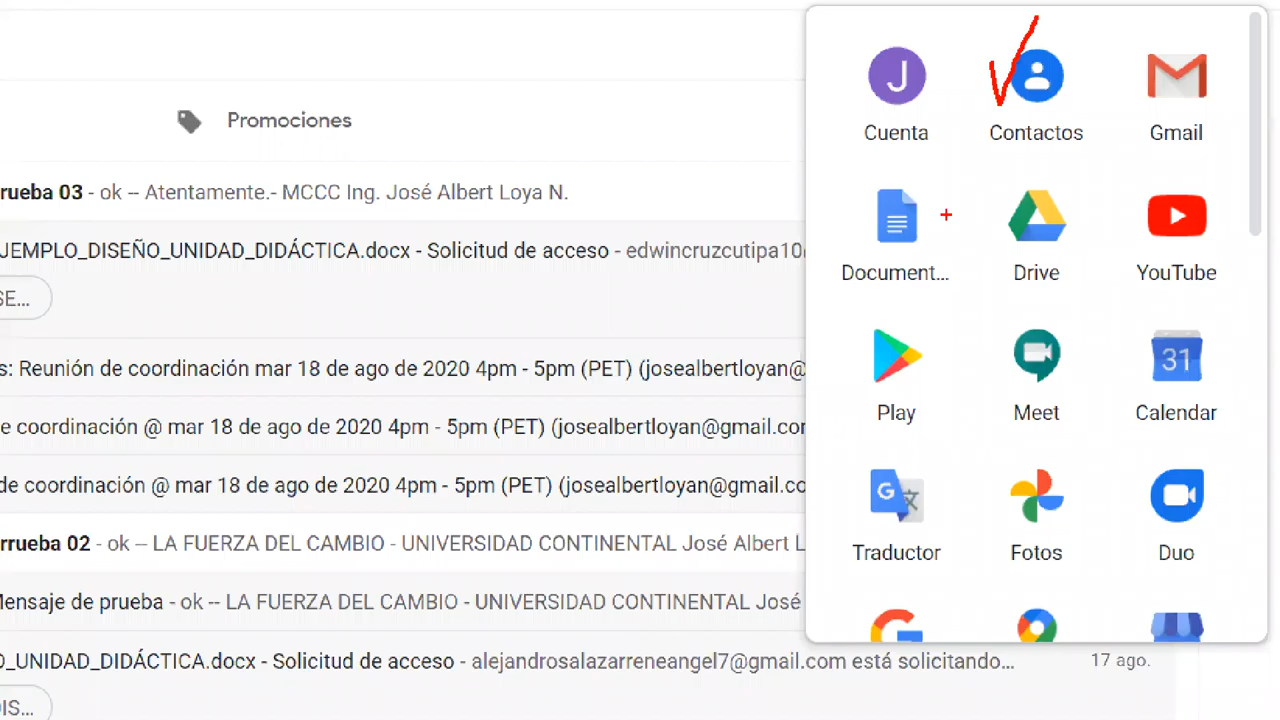 Promociones
rueba 03 - ok -- Atentamente.- MCCC Ing. José Albert Loya N.
JEMPLO_DISEÑO_UNIDAD_DIDÁCTICA.docx - Solicitud de acceso - edwincruzcutipa10
SE...
s: Reunión de coordinación mar 18 de ago de 2020 4pm - 5pm (PET) (josealbertloyan@
e coordinación @ mar 18 de ago de 2020 4pm - 5pm (PET) (josealbertloyan@gmail.com
de coordinación @ mar 18 de ago de 2020 4pm - 5pm (PET) (josealbertloyan@gmail.co
rrueba 02 - ok -- LA FUERZA DEL CAMBIO - UNIVERSIDAD CONTINENTAL José Albert L
Mensaje de prueba - ok -- LA FUERZA DEL CAMBIO - UNIVERSIDAD CONTINENTAL José
O_UNIDAD_DIDÁCTICA.docx - Solicitud de acceso - alejandrosalazarreneangel7@gmail.com está solicitando... 17 ago.
DIS...
J
Cuenta Contactos Gmail
Document... Drive YouTube
31
Play Meet Calendar
G 文
Traductor Fotos Duo